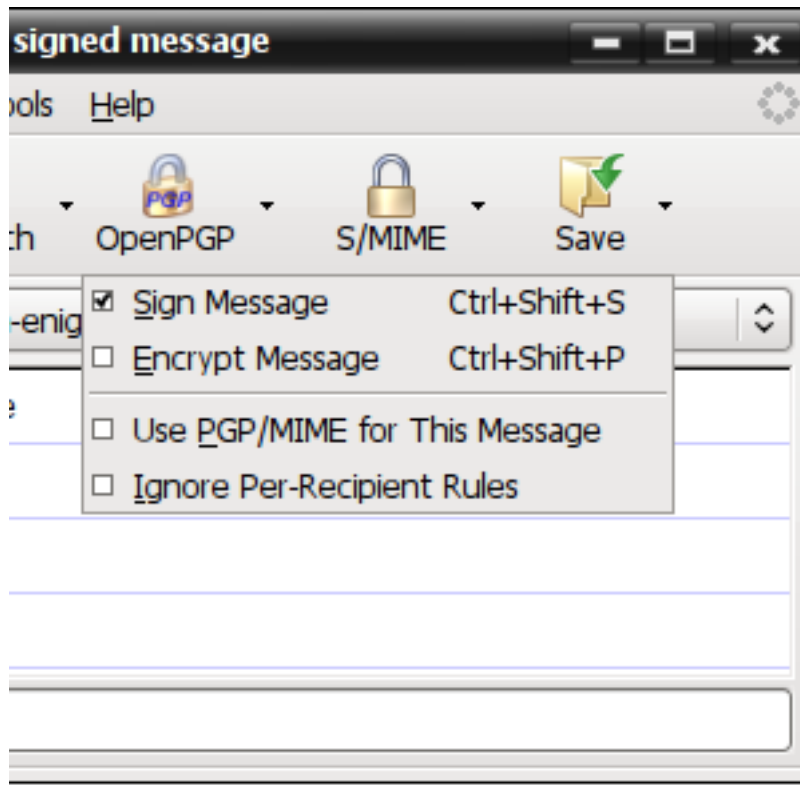 signed message
ools Help
th OpenPGP S/MIME Save
PGP
-enig
Sign Message Ctrl+Shift+S
Encrypt Message Ctrl+Shift+P
e
Use PGP/MIME for This Message
Ignore Per-Recipient Rules